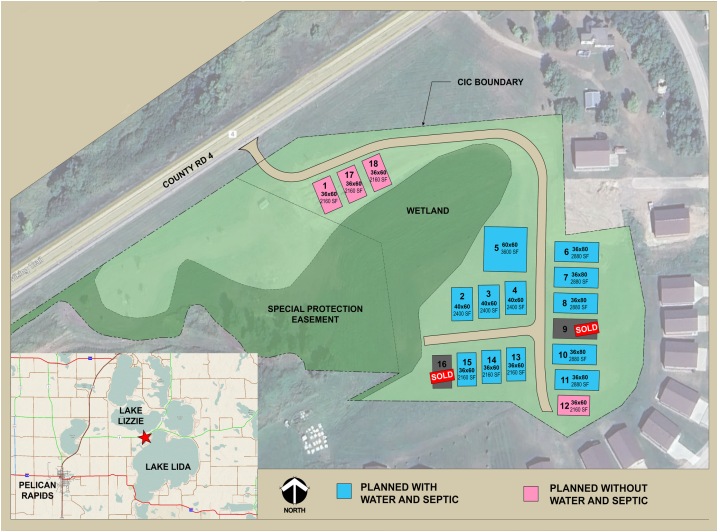 CIC BOUNDARY
COUNTY RD 4
4
1
36x60
2160 SF
17
36x60
2160 SF
18
36x60
2160 SF
WETLAND
5 60x60
3600 SF
6 36x80
2880 SF
7 36x80
2880 SF
2
40x60
2400 SF
3
40x60
2400 SF
4
40x60
2400 SF
8 36x80
2880 SF
SPECIAL PROTECTION
EASEMENT
9 SOLD
10 36x80
2880 SF
16
SOLD
15
36x60
2160 SF
14
36x60
2160 SF
13
36x60
2160 SF
11 36x80
2880 SF
12 36x60
2160 SF
LAKE
LIZZIE
LAKE LIDA
PELICAN
RAPIDS
NORTH
PLANNED WITH
WATER AND SEPTIC
PLANNED WITHOUT
WATER AND SEPTIC